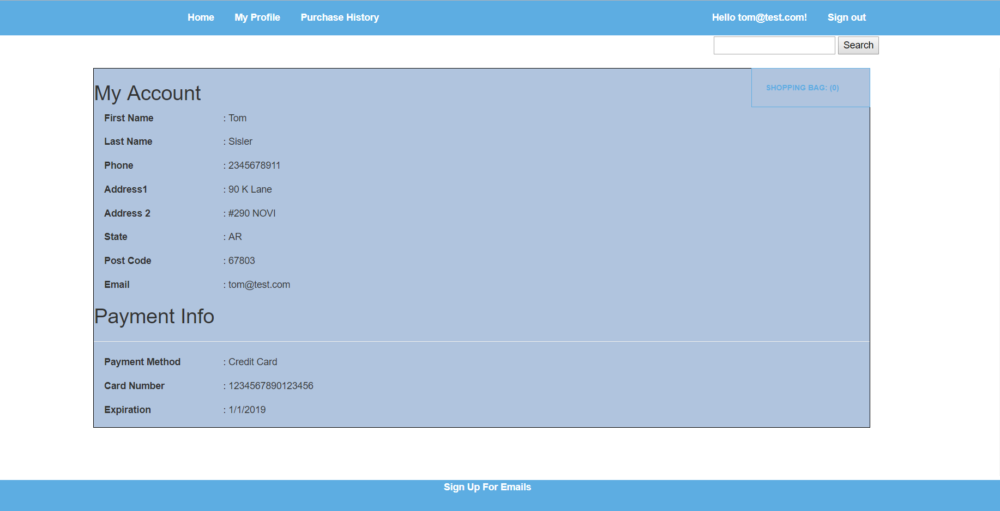 Home My Profile Purchase History Hello tom@test.com! Sign out
Search
SHOPPING BAG: (0)
My Account
First Name : Tom
Last Name : Sisler
Phone : 2345678911
Address1 : 90 K Lane
Address 2 : #290 NOVI
State : AR
Post Code : 67803
Email : tom@test.com
Payment Info
Payment Method : Credit Card
Card Number : 1234567890123456
Expiration : 1/1/2019
Sign Up For Emails